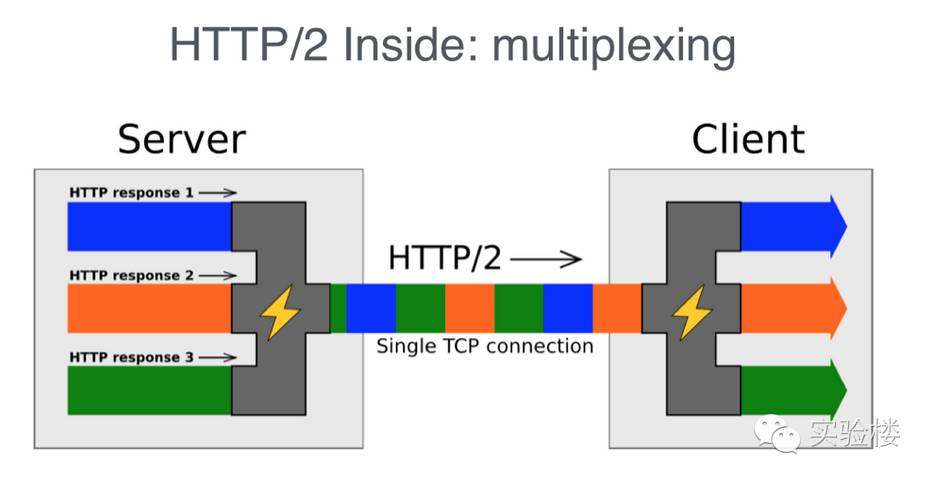 HTTP/2 Inside: multiplexing
Server
Client
HTTP response 1
HTTP response 2
HTTP response 3
HTTP/2
Single TCP connection
实验楼